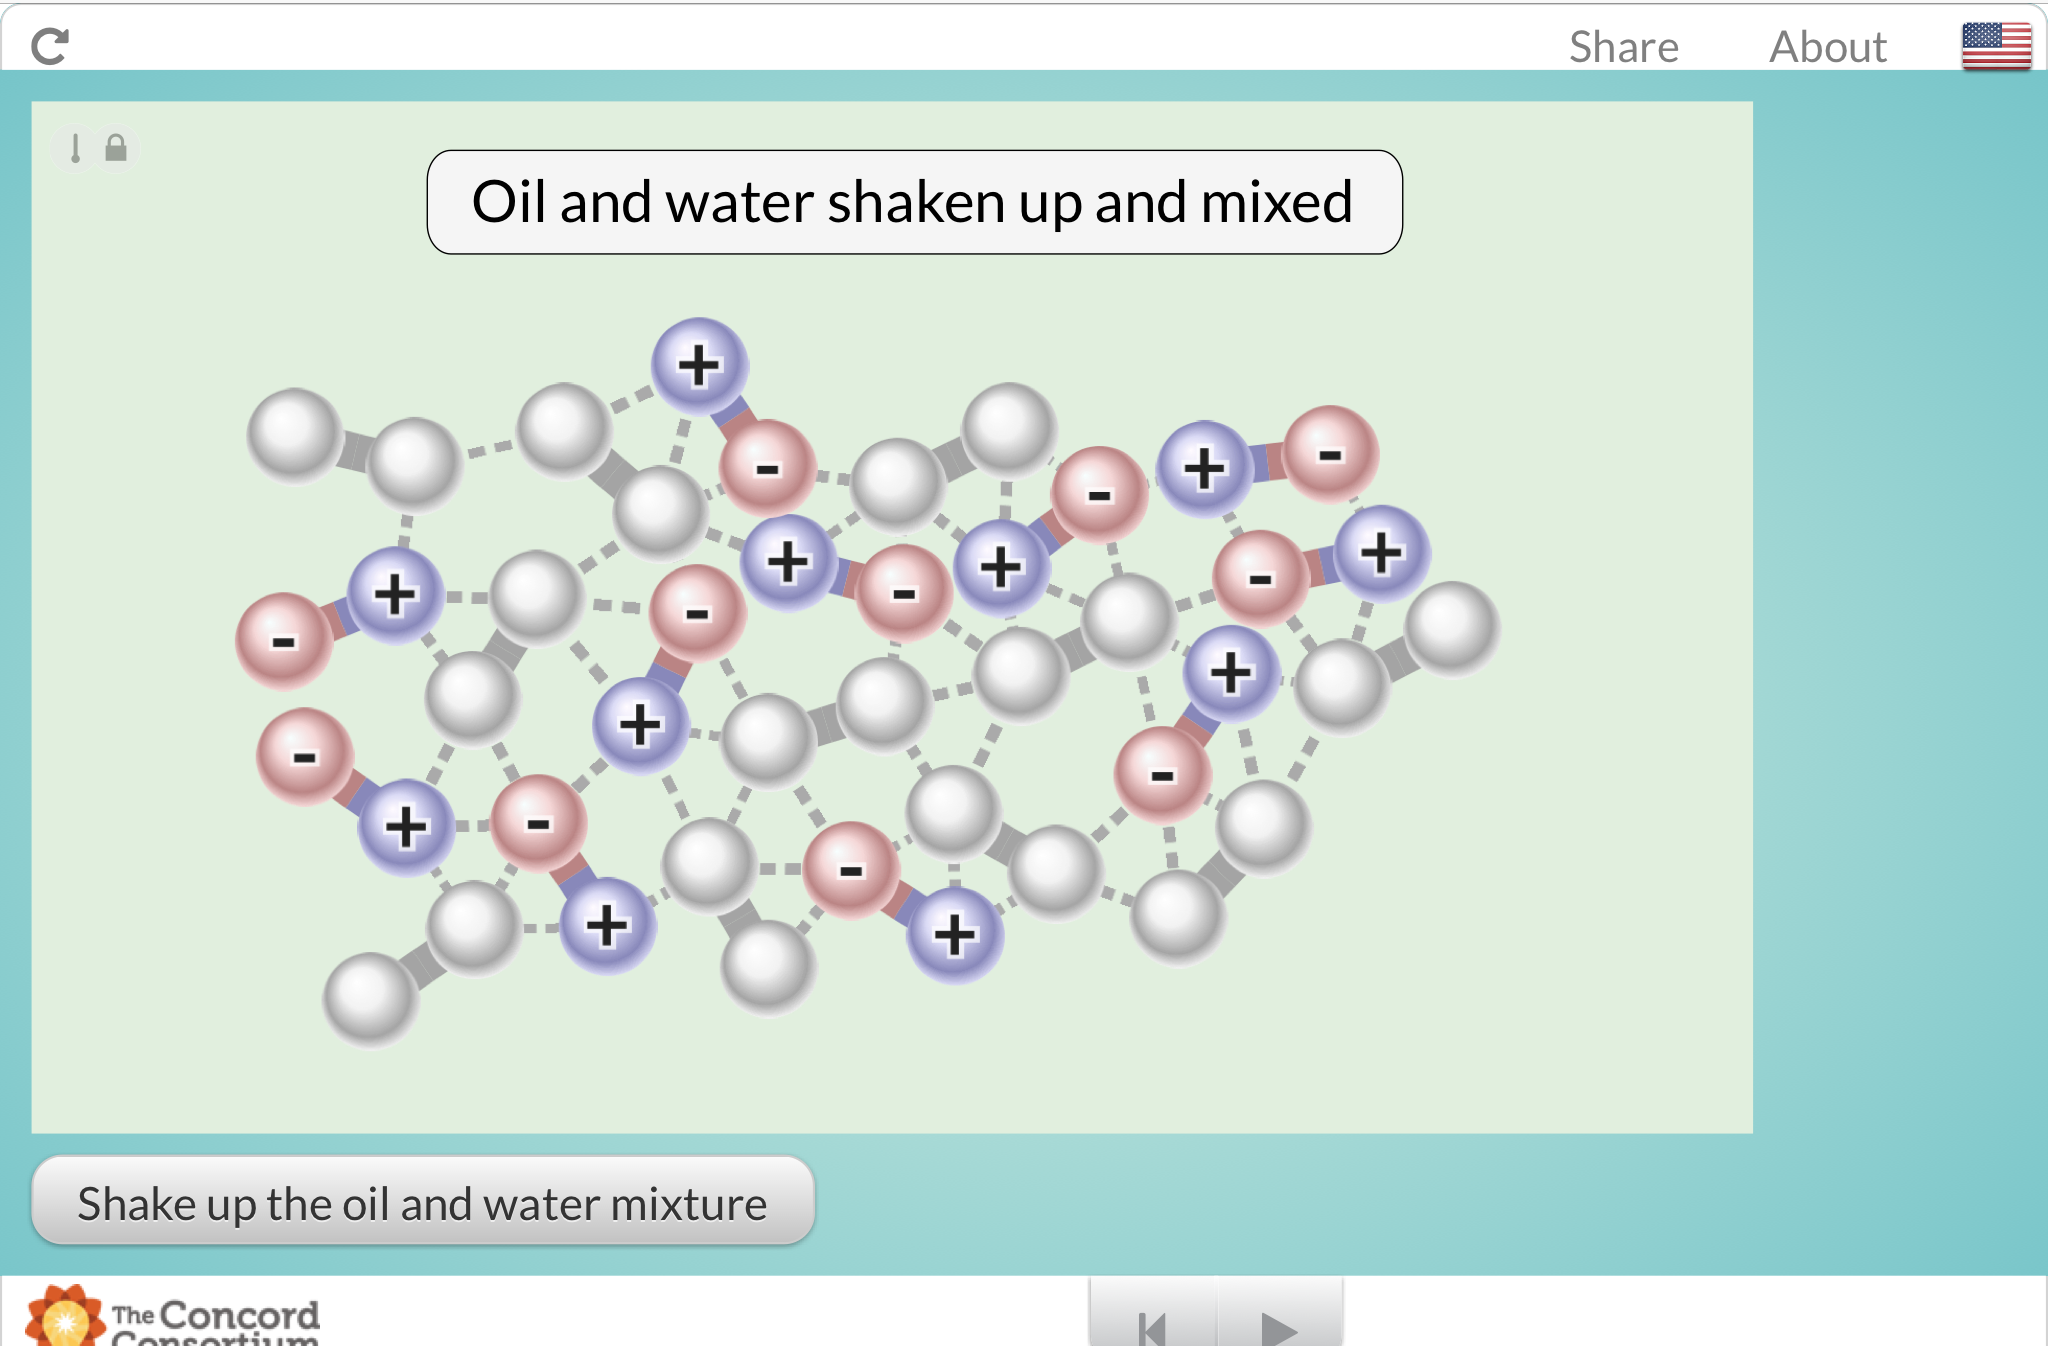 Share About
Oil and water shaken up and mixed
+
-
+ -
-
+ -
+ + -
+ - +
-
+
+
-
-
+ -
-
+ +
Shake up the oil and water mixture
The Concord
Consortium